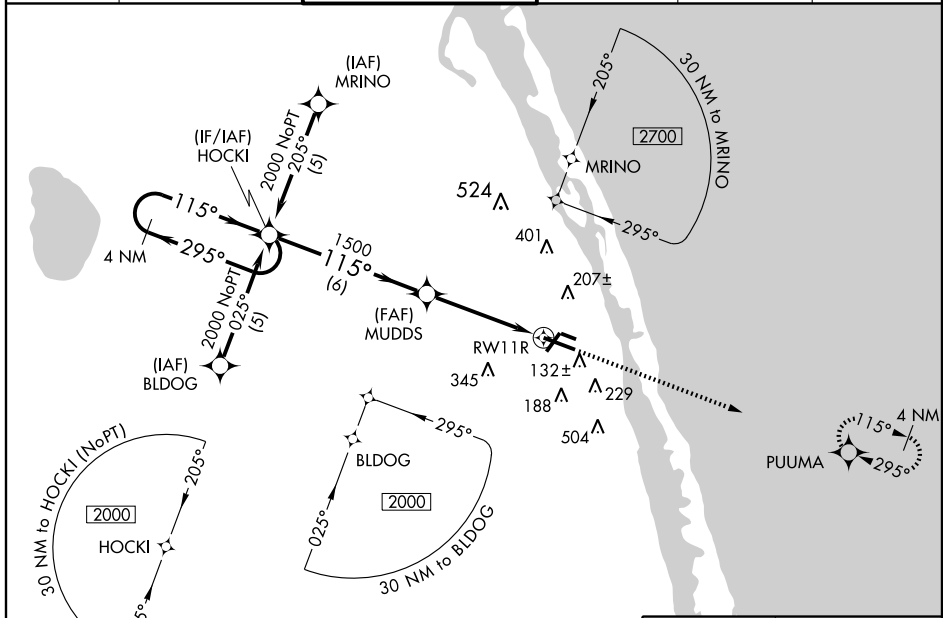 (IAF)
MRINO
(IF/IAF)
HOCKI
2000 NoPT
205°
(5)
115°
295°
4 NM
1500
115°
(6)
2000 NoPT
025°
(5)
(IAF)
BLDOG
(FAF)
MUDDS
RW11R
524
401
207±
345
132±
188
229
504
205°
30 NM to MRINO
2700
MRINO
295°
4 NM
115°
295°
PUUMA
30 NM to HOCKI (NoPT)
205°
2000
HOCKI
295°
BLDOG
2000
025°
30 NM to BLDOG